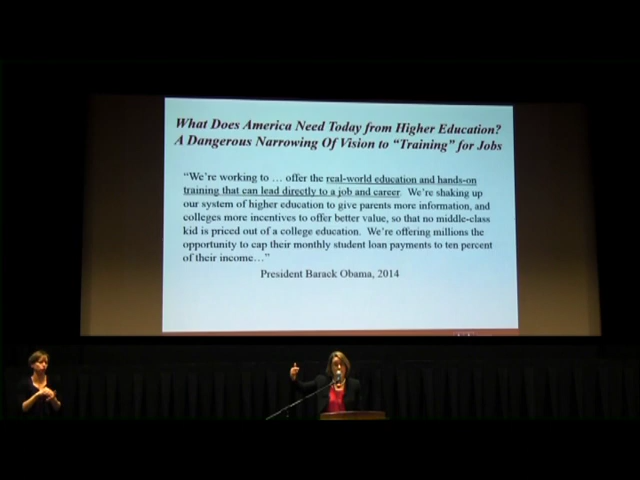 What Does America Need Today from Higher Education?
A Dangerous Narrowing Of Vision to “Training” for Jobs
“We’re working to … offer the real-world education and hands-on
training that can lead directly to a job and career. We’re shaking up
our system of higher education to give parents more information, and
colleges more incentives to offer better value, so that no middle-class
kid is priced out of a college education. We’re offering millions the
opportunity to cap their monthly student loan payments to ten percent
of their income…”
President Barack Obama, 2014